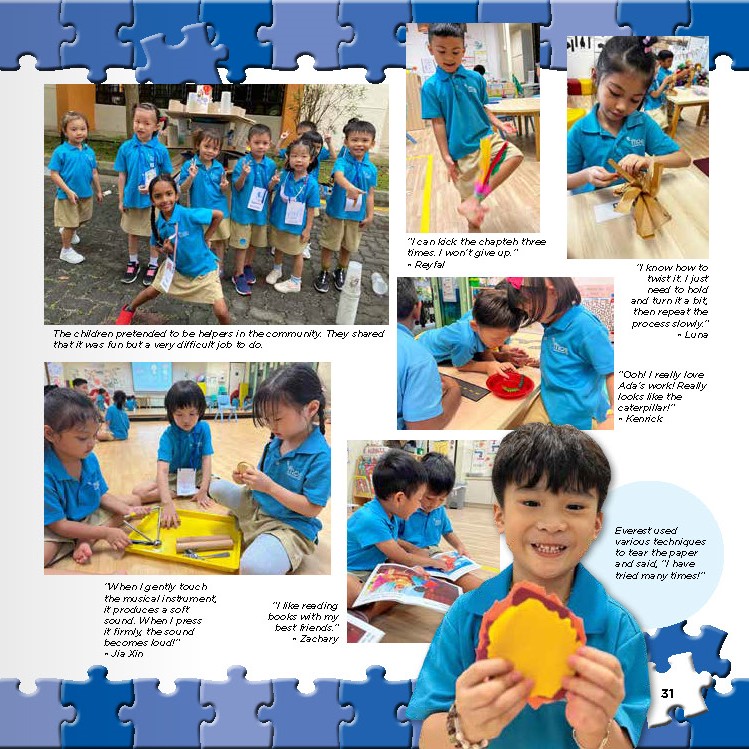 "I can kick the chapteh three
times. I won't give up."
- Reyfal
"I know how to
twist it. I just
need to hold
and turn it a bit,
then repeat the
process slowly."
- Luna
The children pretended to be helpers in the community. They shared
that it was fun but a very difficult job to do.
"Ooh! I really love
Ada's work! Really
looks like the
caterpillar!"
- Kenrick
Everest used
various techniques
to tear the paper
and said, "I have
tried many times!"
"When I gently touch
the musical instrument,
it produces a soft
sound. When I press
it firmly, the sound
becomes loud!"
- Jia Xin
"I like reading
books with my
best friends."
- Zachary
31